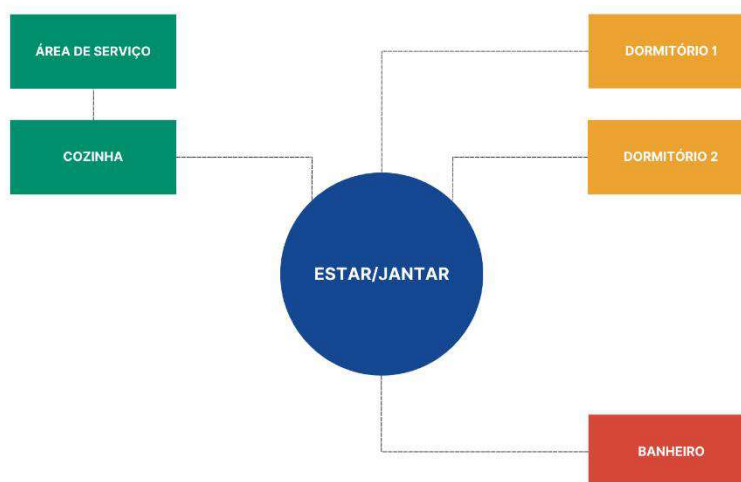 ÁREA DE SERVIÇO
DORMITÓRIO 1
COZINHA
DORMITÓRIO 2
ESTAR/JANTAR
BANHEIRO